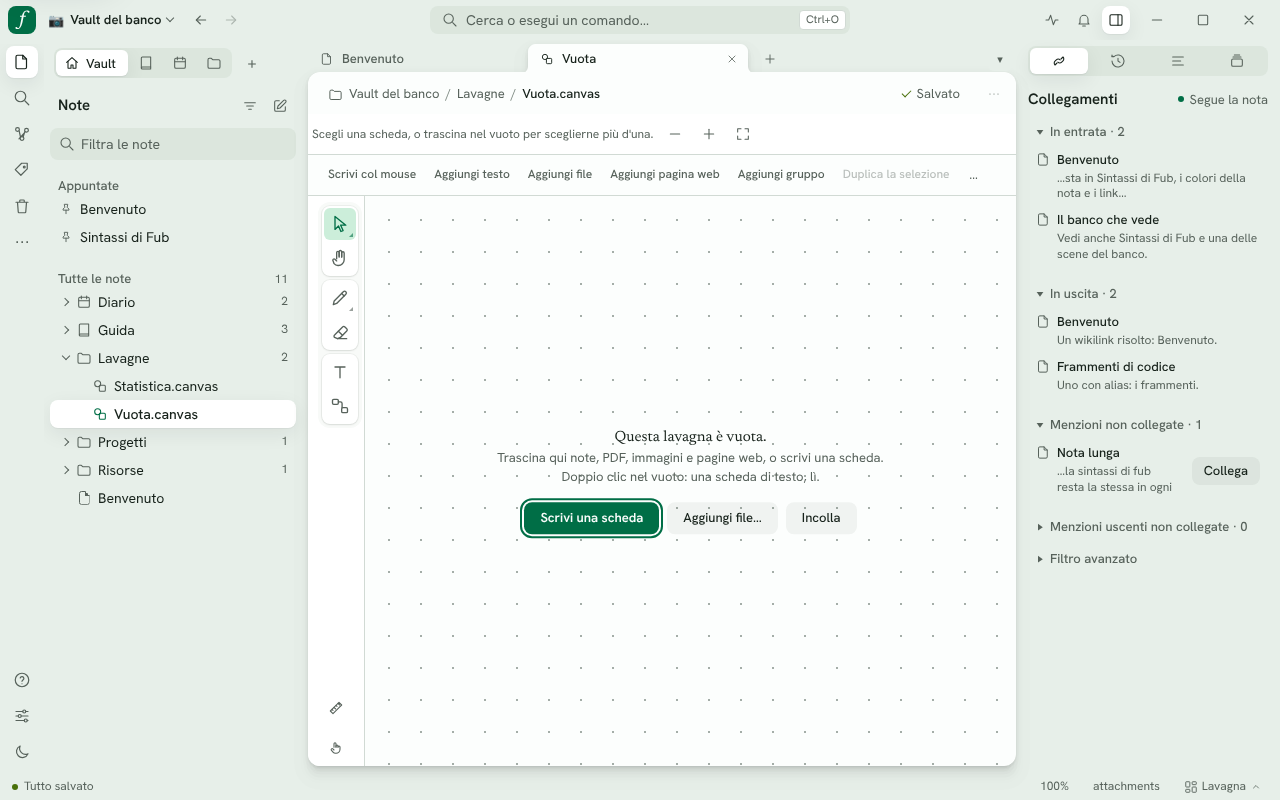 Vault del banco
Cerca o esegui un comando...
Ctrl+O
Vault
Benvenuto
Vuota
Note
Filtra le note
Appuntate
Benvenuto
Sintassi di Fub
Tutte le note 11
Diario 2
Guida 3
Lavagne 2
Statistica.canvas
Vuota.canvas
Progetti 1
Risorse 1
Benvenuto
Tutto salvato
Vault del banco / Lavagne / Vuota.canvas
Salvato
Scegli una scheda, o trascina nel vuoto per sceglierne più d'una.
Scrivi col mouse Aggiungi testo Aggiungi file Aggiungi pagina web Aggiungi gruppo Duplica la selezione ...
Questa lavagna è vuota.
Trascina qui note, PDF, immagini e pagine web, o scrivi una scheda.
Doppio clic nel vuoto: una scheda di testo; lì.
Scrivi una scheda Aggiungi file... Incolla
Collegamenti Segue la nota
In entrata · 2
Benvenuto
...sta in Sintassi di Fub, i colori della
nota e i link...
Il banco che vede
Vedi anche Sintassi di Fub e una delle
scene del banco.
In uscita · 2
Benvenuto
Un wikilink risolto: Benvenuto.
Frammenti di codice
Uno con alias: i frammenti.
Menzioni non collegate · 1
Nota lunga
...la sintassi di fub
resta la stessa in ogni
Collega
Menzioni uscenti non collegate · 0
Filtro avanzato
100% attachments Lavagna